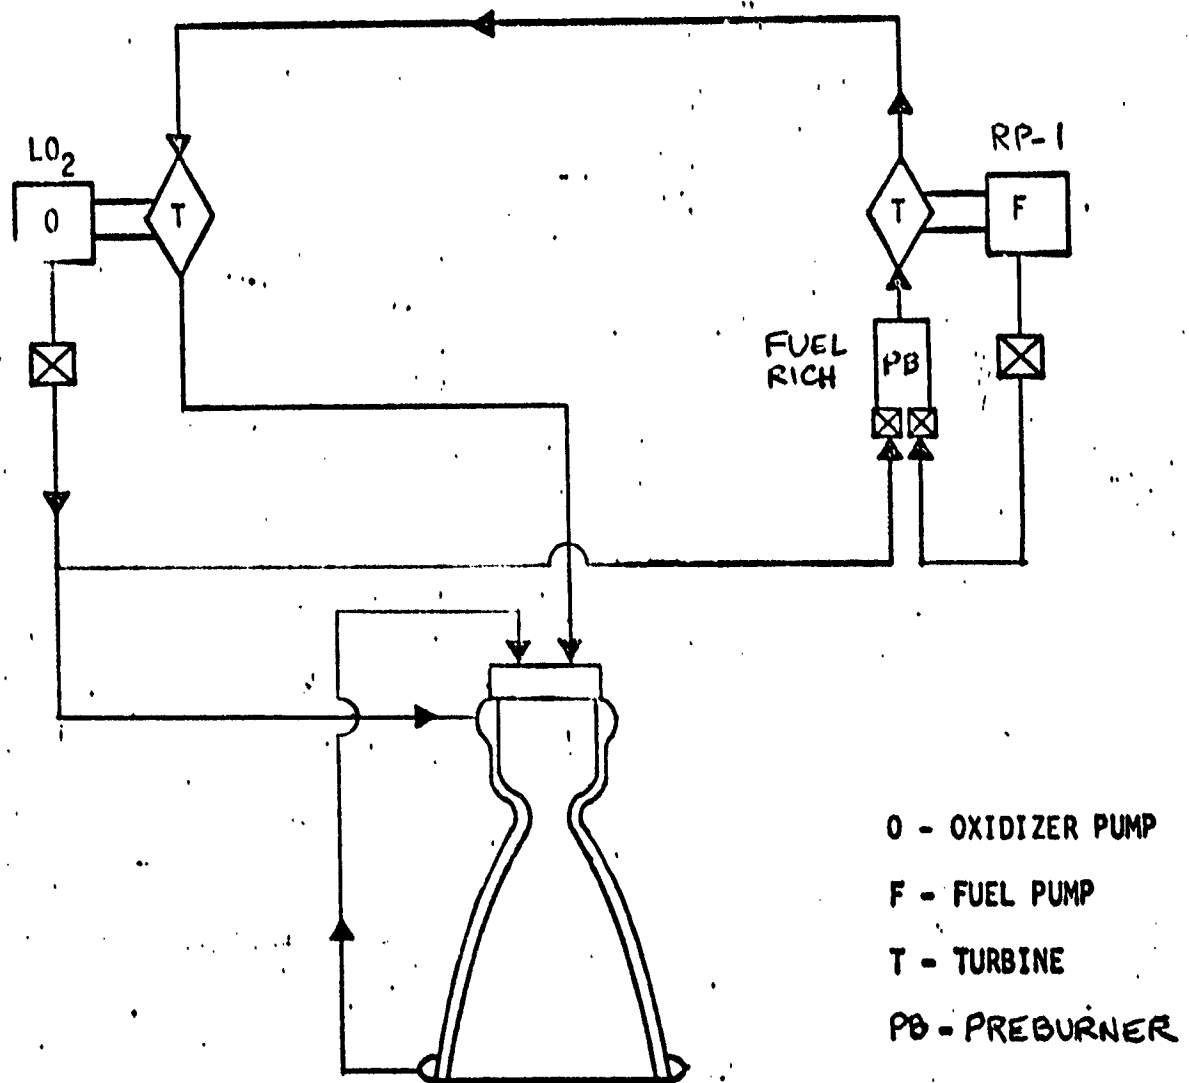 LO2
O
T
T
RP-1
F
FUEL
RICH
PB
O - OXIDIZER PUMP
F - FUEL PUMP
T - TURBINE
PB - PREBURNER